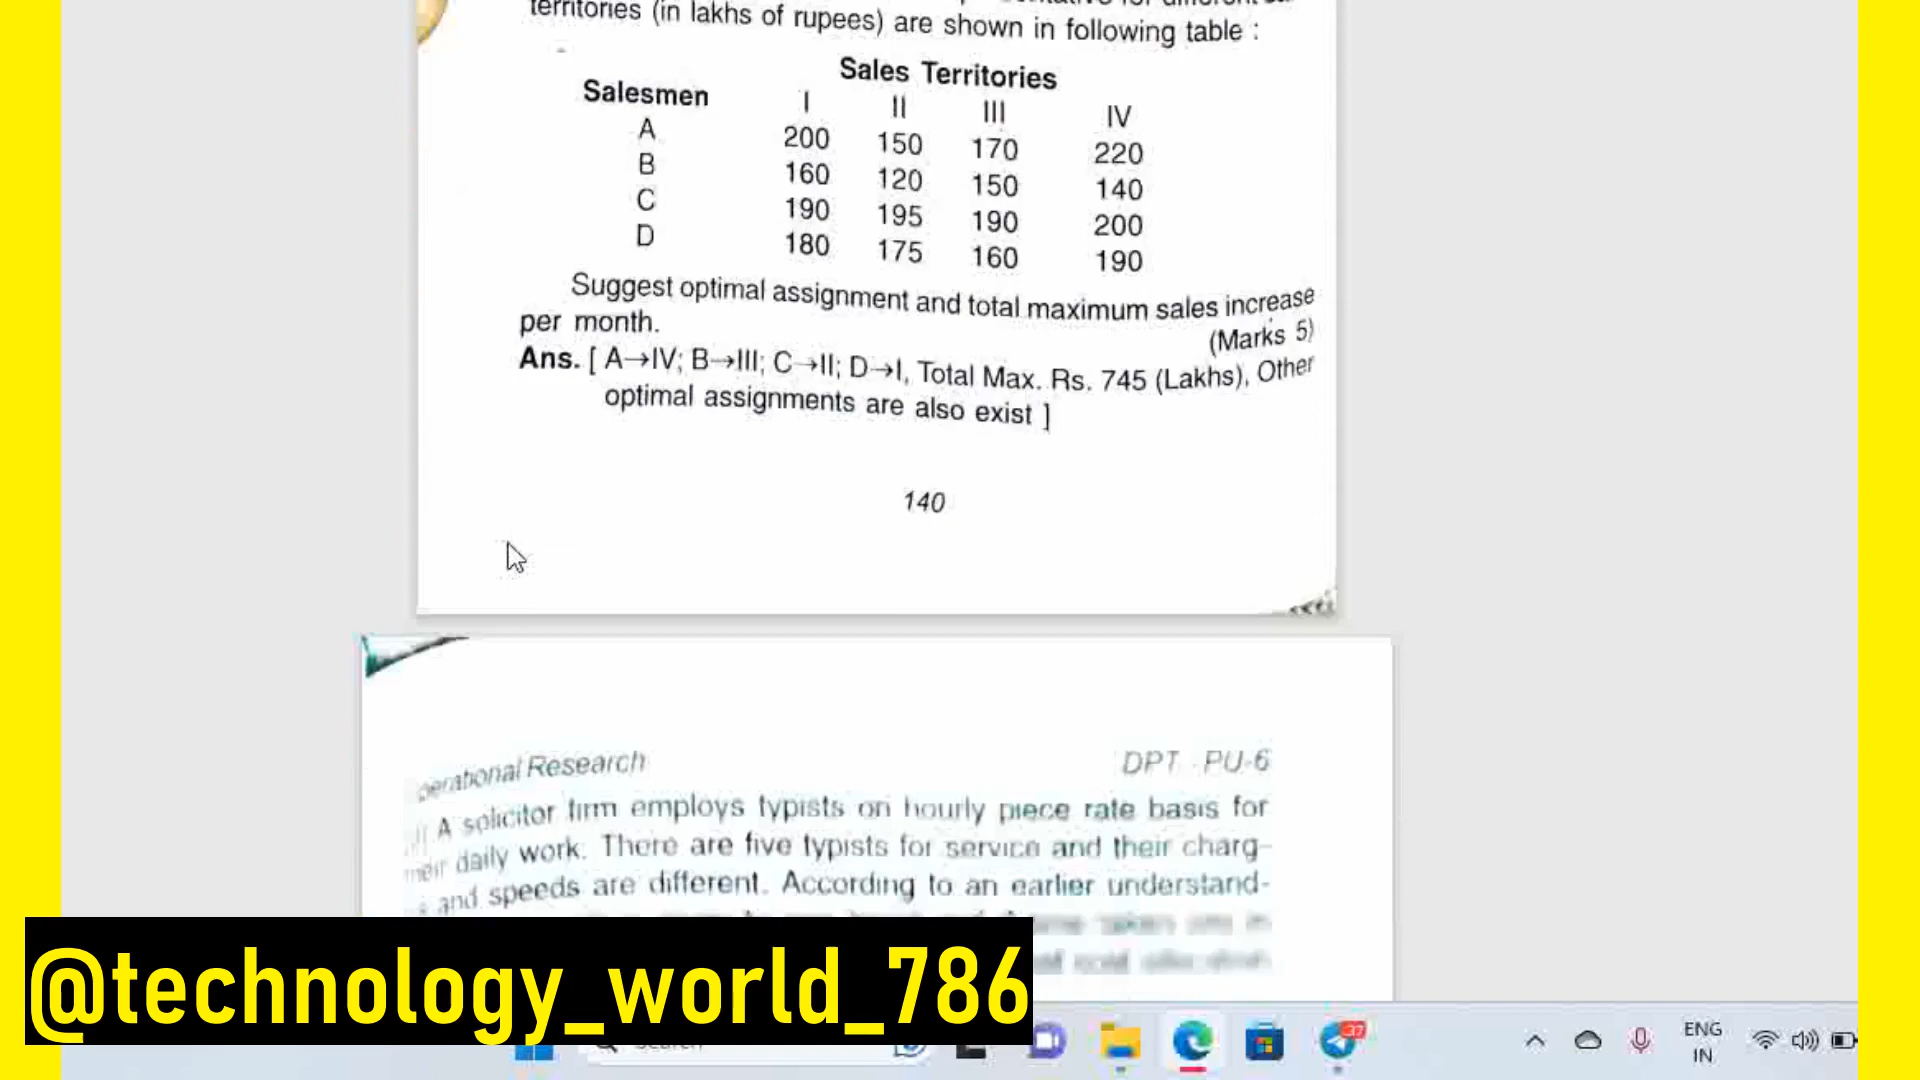 territories (in lakhs of rupees) are shown in following table :
Sales Territories
Salesmen I II III IV
A 200 150 170 220
B 160 120 150 140
C 190 195 190 200
D 180 175 160 190
Suggest optimal assignment and total maximum sales increase
per month. (Marks 5)
Ans. [ A→IV; B→III; C→II; D→I, Total Max. Rs. 745 (Lakhs), Other
optimal assignments are also exist ]
140
Operational Research DPT - PU-6
A solicitor firm employs typists on hourly piece rate basis for
their daily work. There are five typists for service and their charg-
and speeds are different. According to an earlier understand-
@technology_world_786
Search
37
ENG
IN